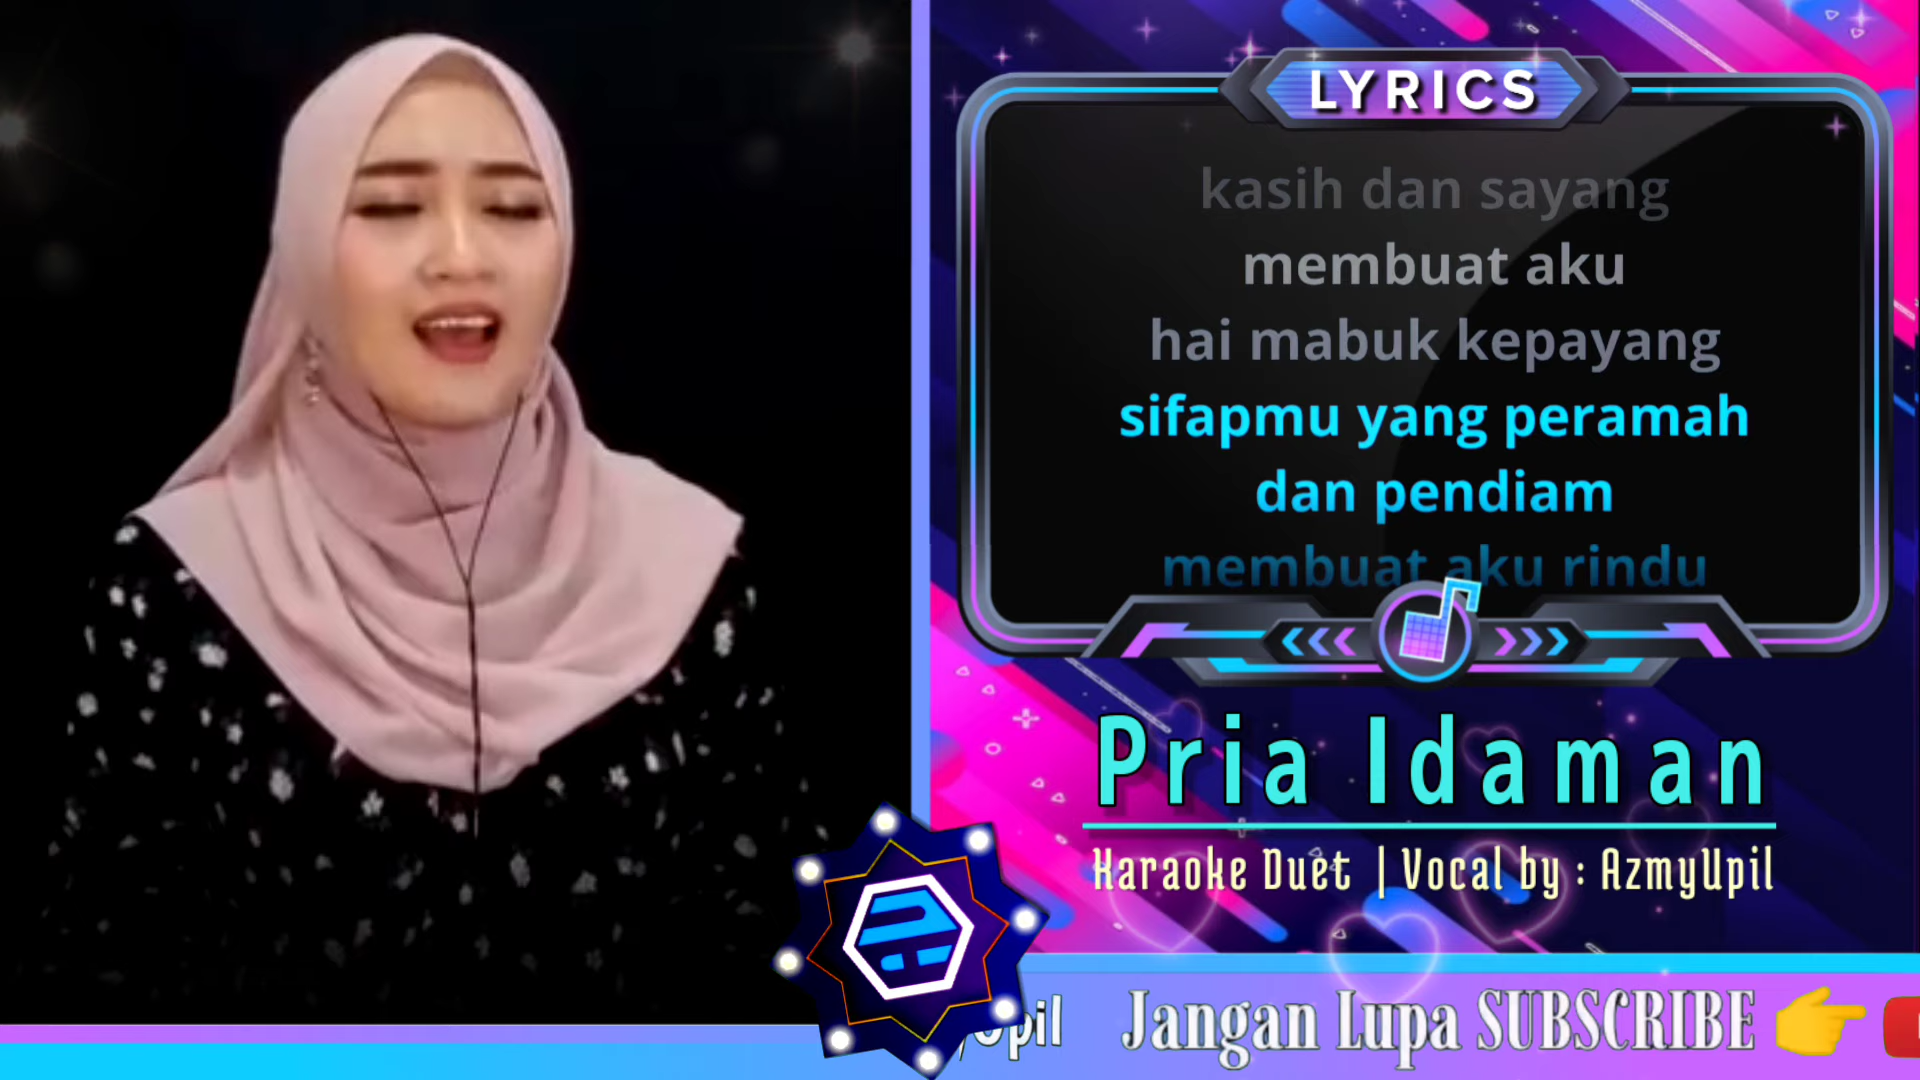 LYRICS
kasih dan sayang
membuat aku
hai mabuk kepayang
sifapmu yang peramah
dan pendiam
membuat aku rindu
Pria Idaman
Karaoke Duet | Vocal by : AzmyUpil
Upil Jangan Lupa SUBSCRIBE